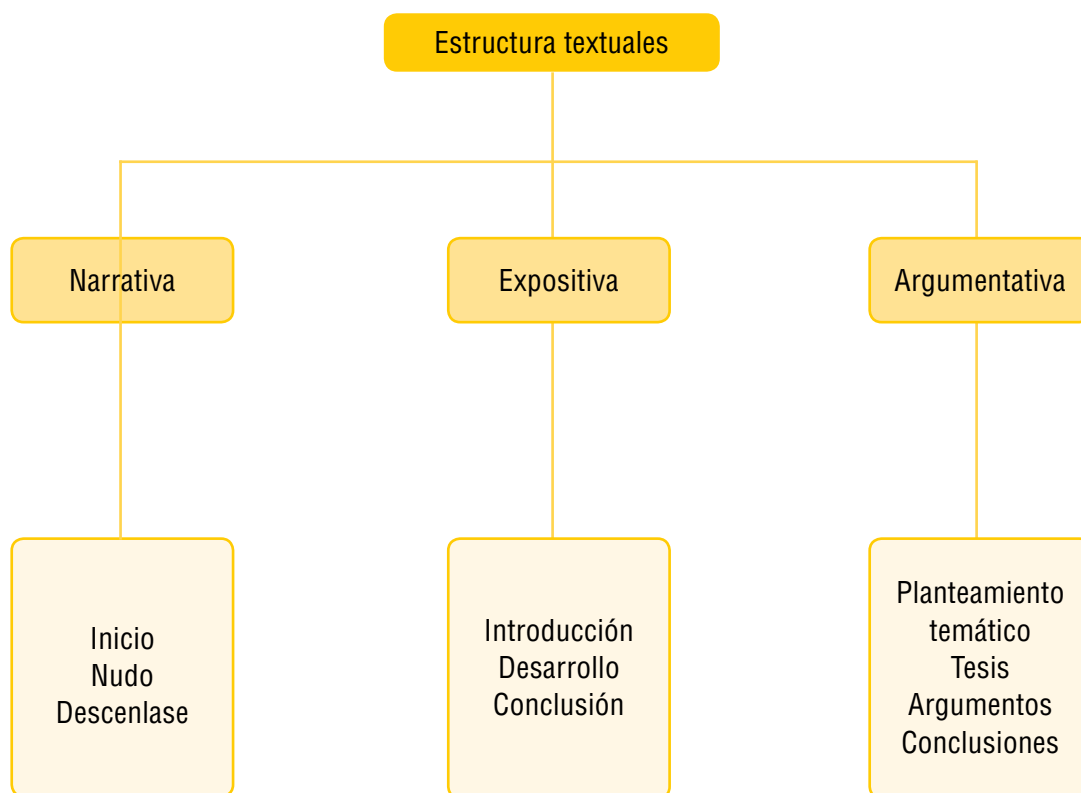 Estructura textuales
Narrativa
Expositiva
Argumentativa
Inicio
Nudo
Descenlase
Introducción
Desarrollo
Conclusión
Planteamiento
temático
Tesis
Argumentos
Conclusiones